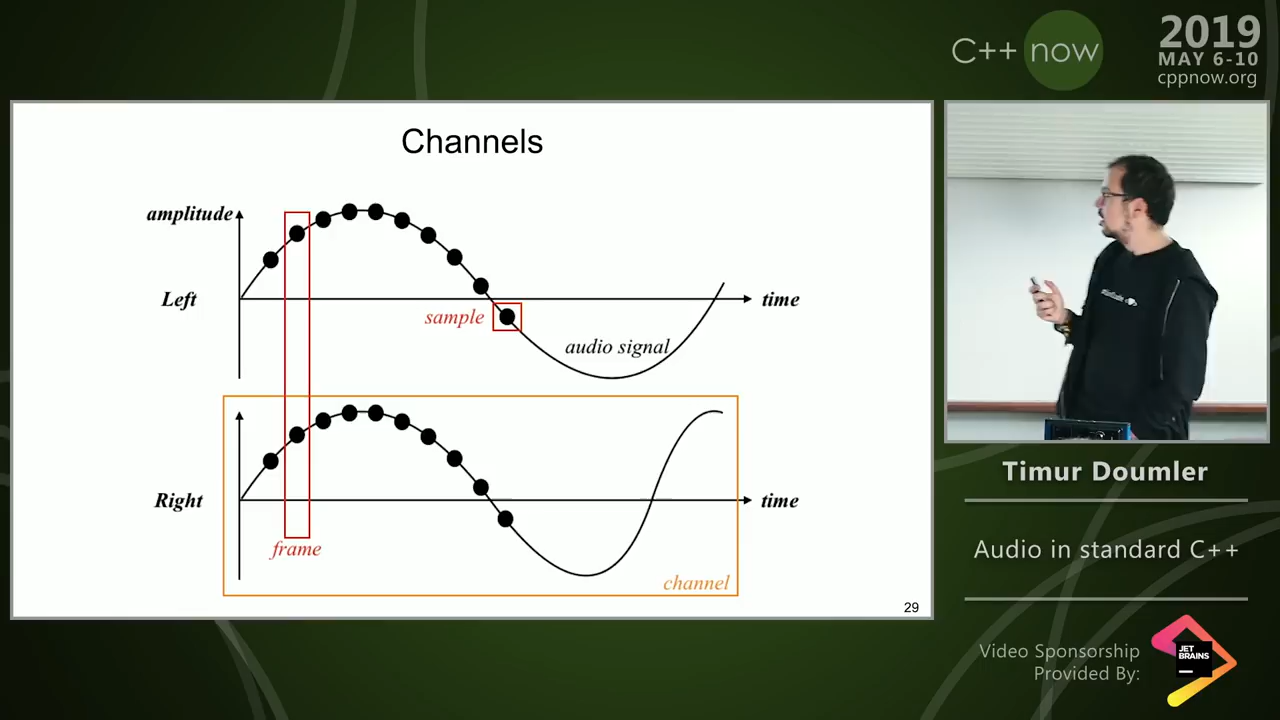 C++ now
2019
MAY 6-10
cppnow.org
Channels
amplitude
Left
time
sample
audio signal
Right
time
frame
channel
29
Timur Doumler
Audio in standard C++
Video Sponsorship
Provided By:
JET
BRAINS